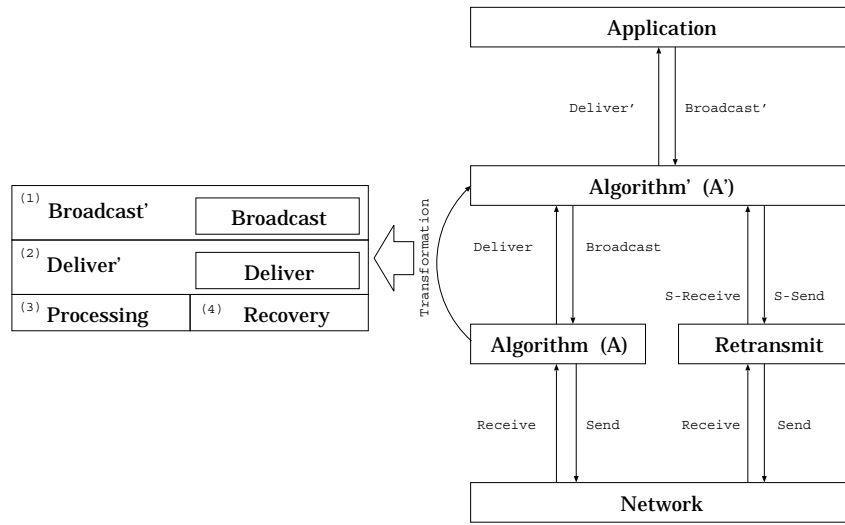 Application
Deliver’ Broadcast’
Algorithm’ (A’)
(1) Broadcast’ Broadcast
(2) Deliver’ Deliver
(3) Processing (4) Recovery
Transformation
Deliver Broadcast
S-Receive S-Send
Algorithm (A) Retransmit
Receive Send Receive Send
Network